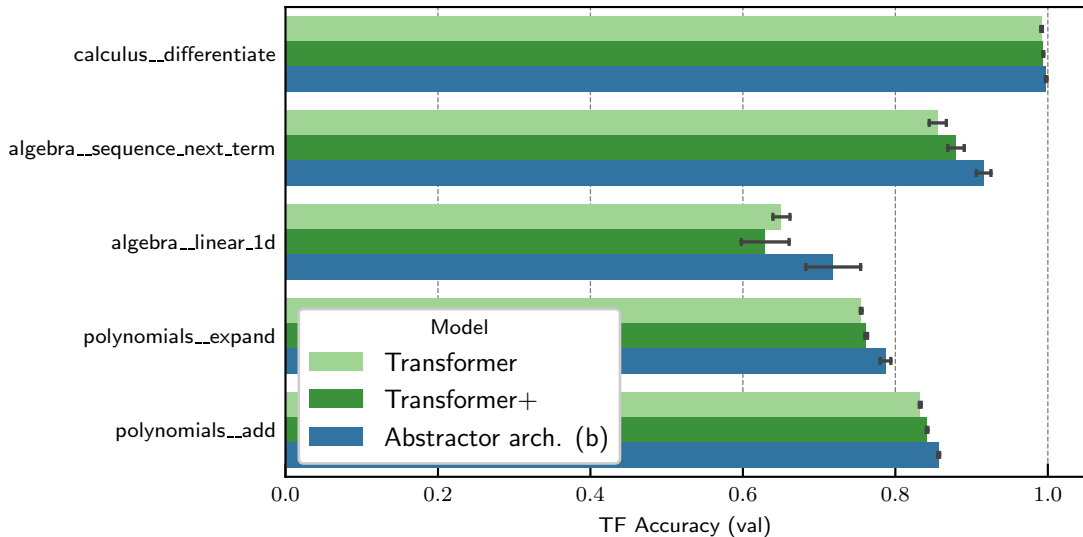 calculus__differentiate
algebra__sequence_next_term
algebra__linear_1d
polynomials__expand
polynomials__add
Model
Transformer
Transformer+
Abstractor arch. (b)
0.0 0.2 0.4 0.6 0.8 1.0
TF Accuracy (val)